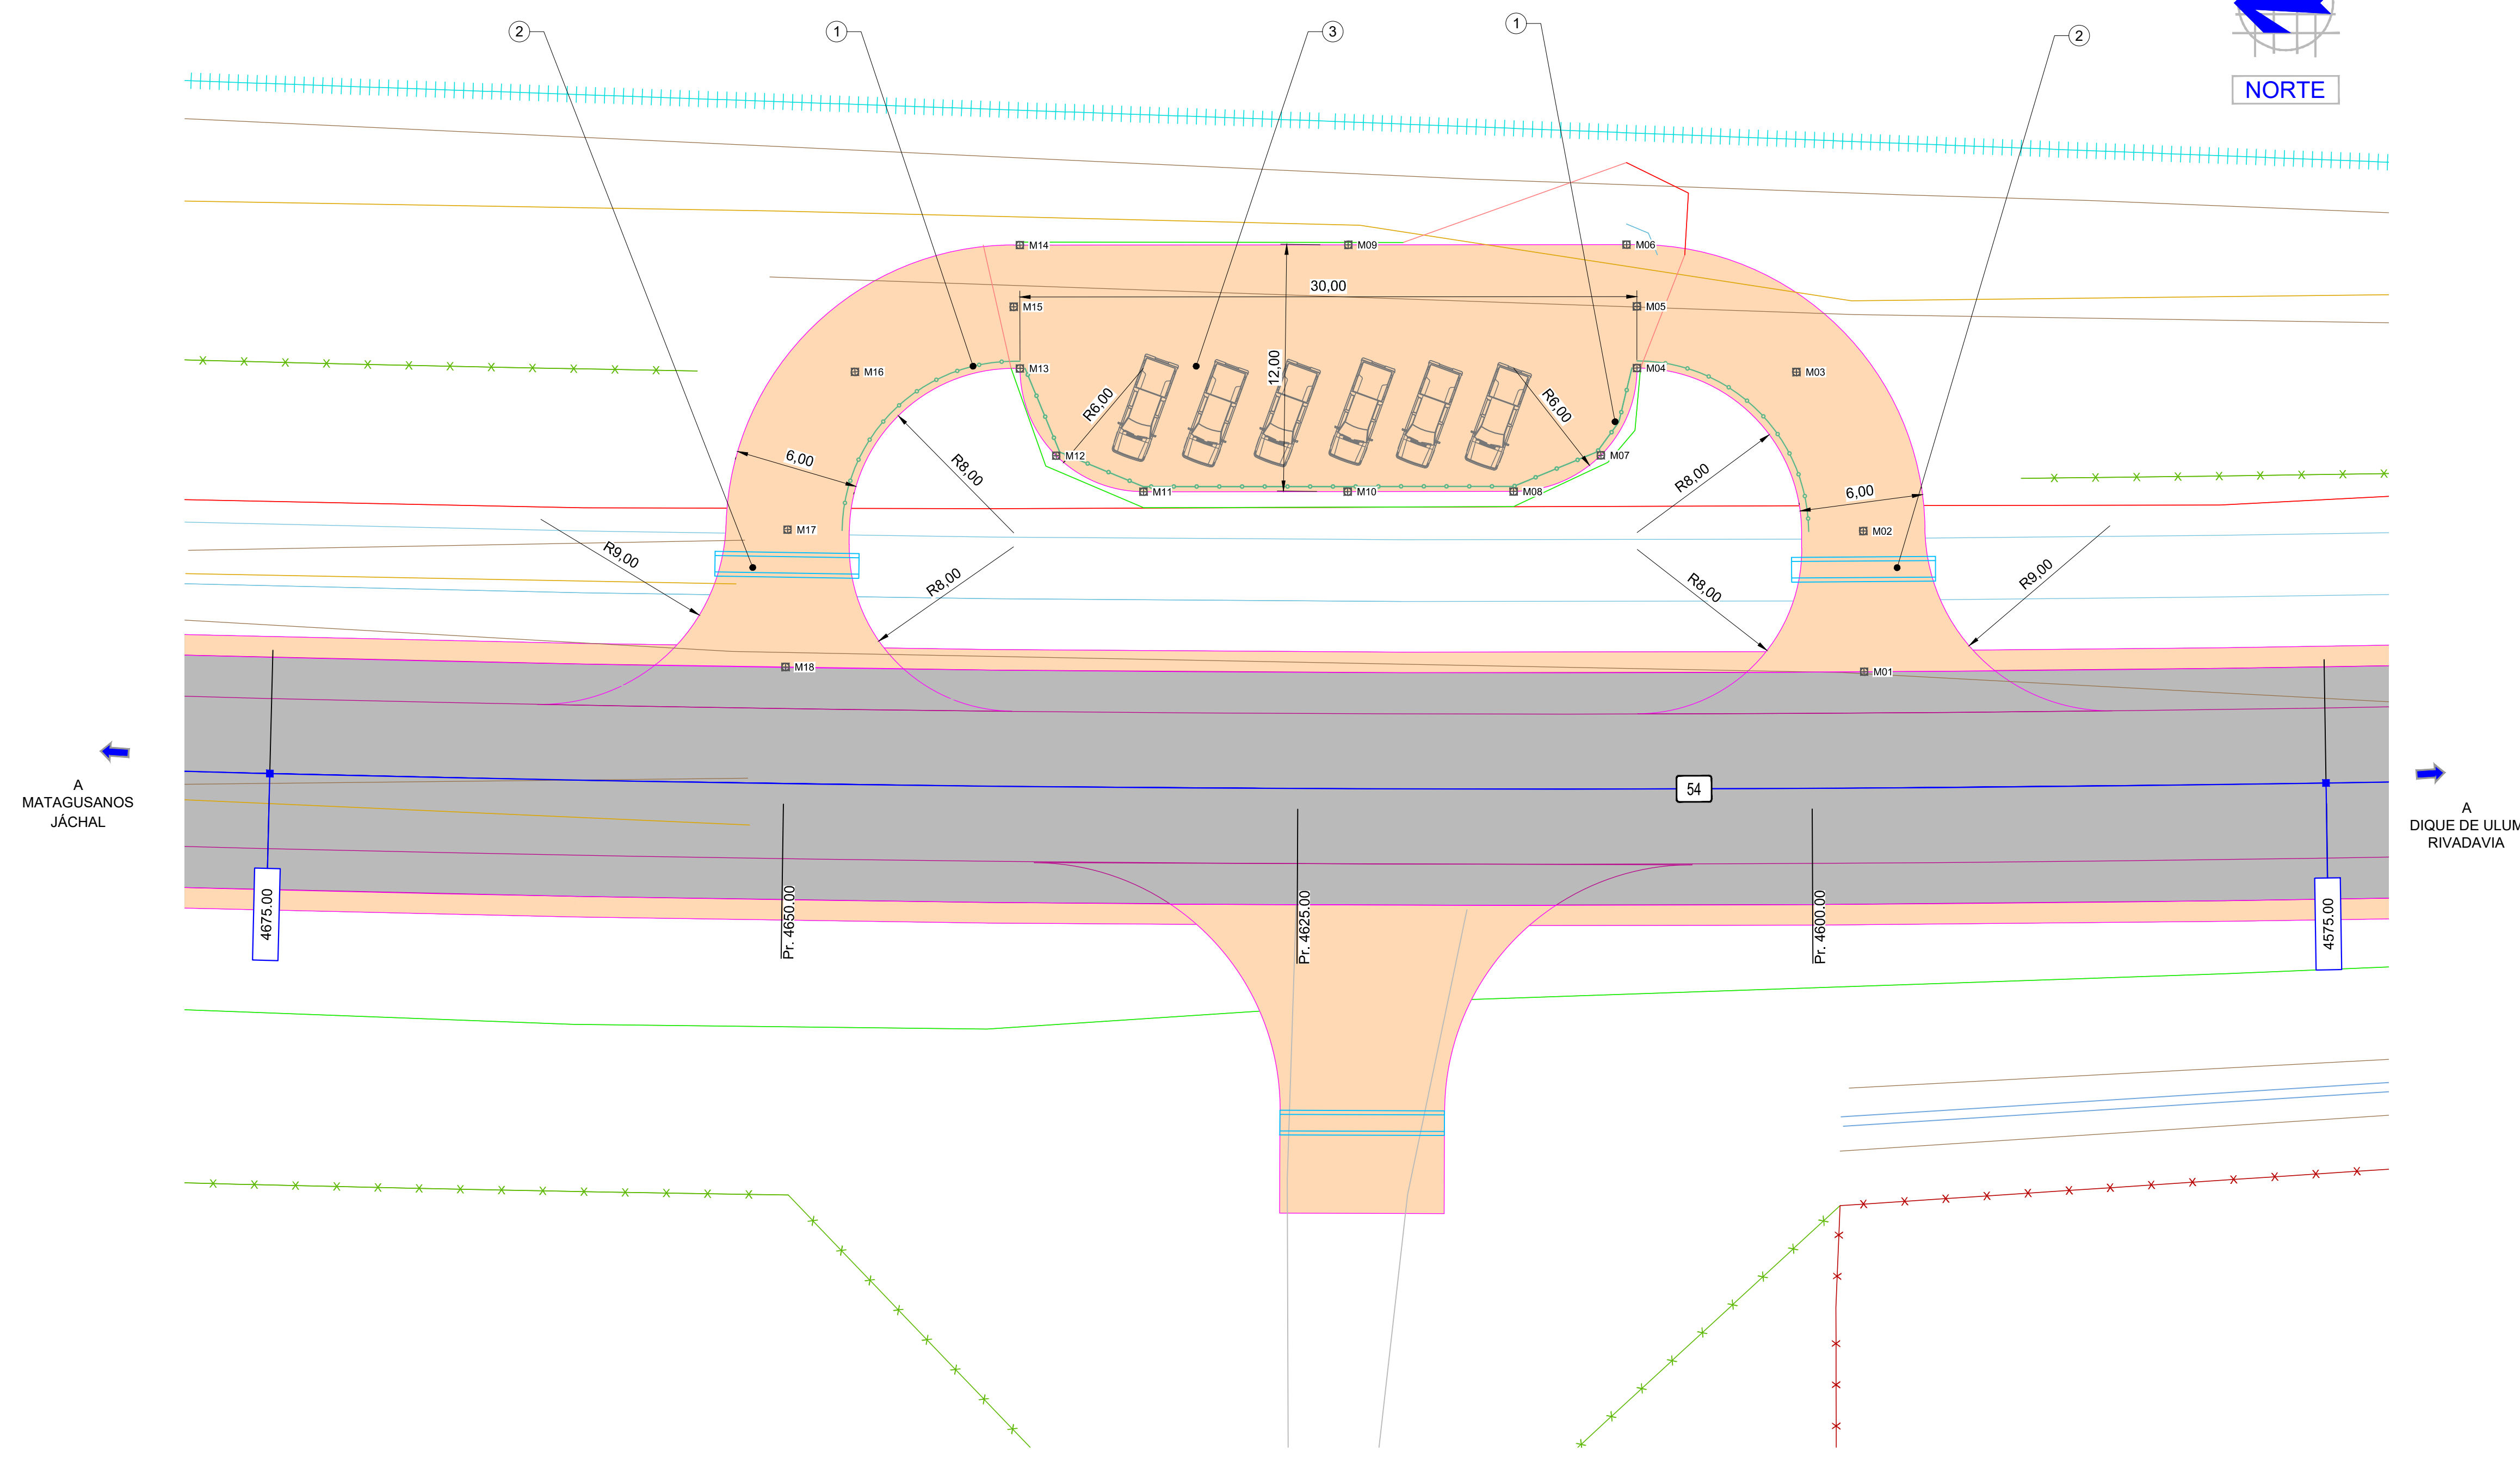 2
1
3
1
2
NORTE
M14
M09
M06
30,00
M15
M05
12,00
M16
M13
M04
M03
R6,00
R6,00
M12
M07
6,00
R8,00
R8,00
6,00
M11
M10
M08
M17
M02
R9,00
R8,00
R8,00
R9,00
M18
M01
A
MATAGUSANOS
JÁCHAL
54
A
DIQUE DE ULUM
RIVADAVIA
4675.00
Pr. 4650.00
Pr. 4625.00
Pr. 4600.00
4575.00